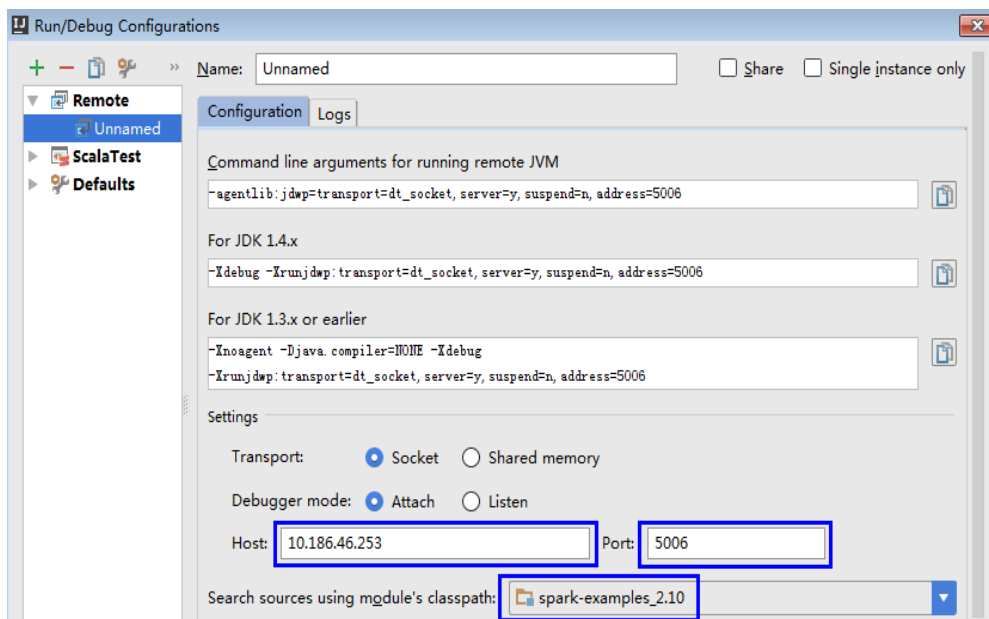 Run/Debug Configurations
Name: Unnamed Share Single instance only
Remote
Unnamed
ScalaTest
Defaults
Configuration Logs
Command line arguments for running remote JVM
-agentlib:jdwp=transport=dt_socket,server=y,suspend=n,address=5006
For JDK 1.4.x
-Xdebug -Xrunjdwp:transport=dt_socket,server=y,suspend=n,address=5006
For JDK 1.3.x or earlier
-Xnoagent -Djava.compiler=NONE -Xdebug
-Xrunjdwp:transport=dt_socket,server=y,suspend=n,address=5006
Settings
Transport: Socket Shared memory
Debugger mode: Attach Listen
Host: 10.186.46.253 Port: 5006
Search sources using module's classpath: spark-examples_2.10